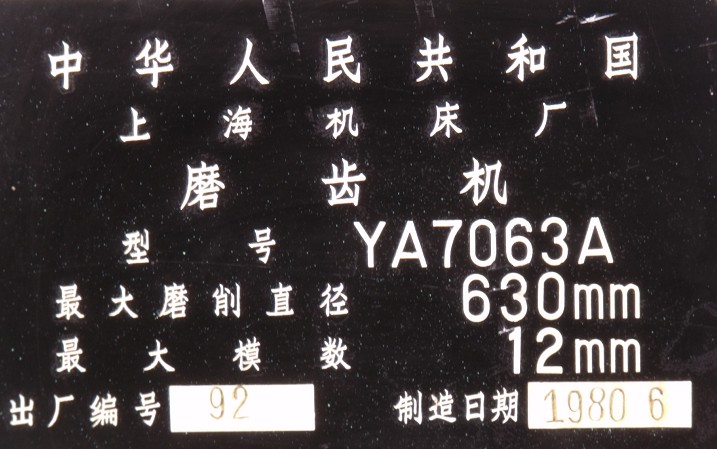 中华人民共和国
上海机床厂
磨齿机
型号 YA7063A
最大磨削直径 630mm
最大模数 12mm
出厂编号 92 制造日期 1980 6